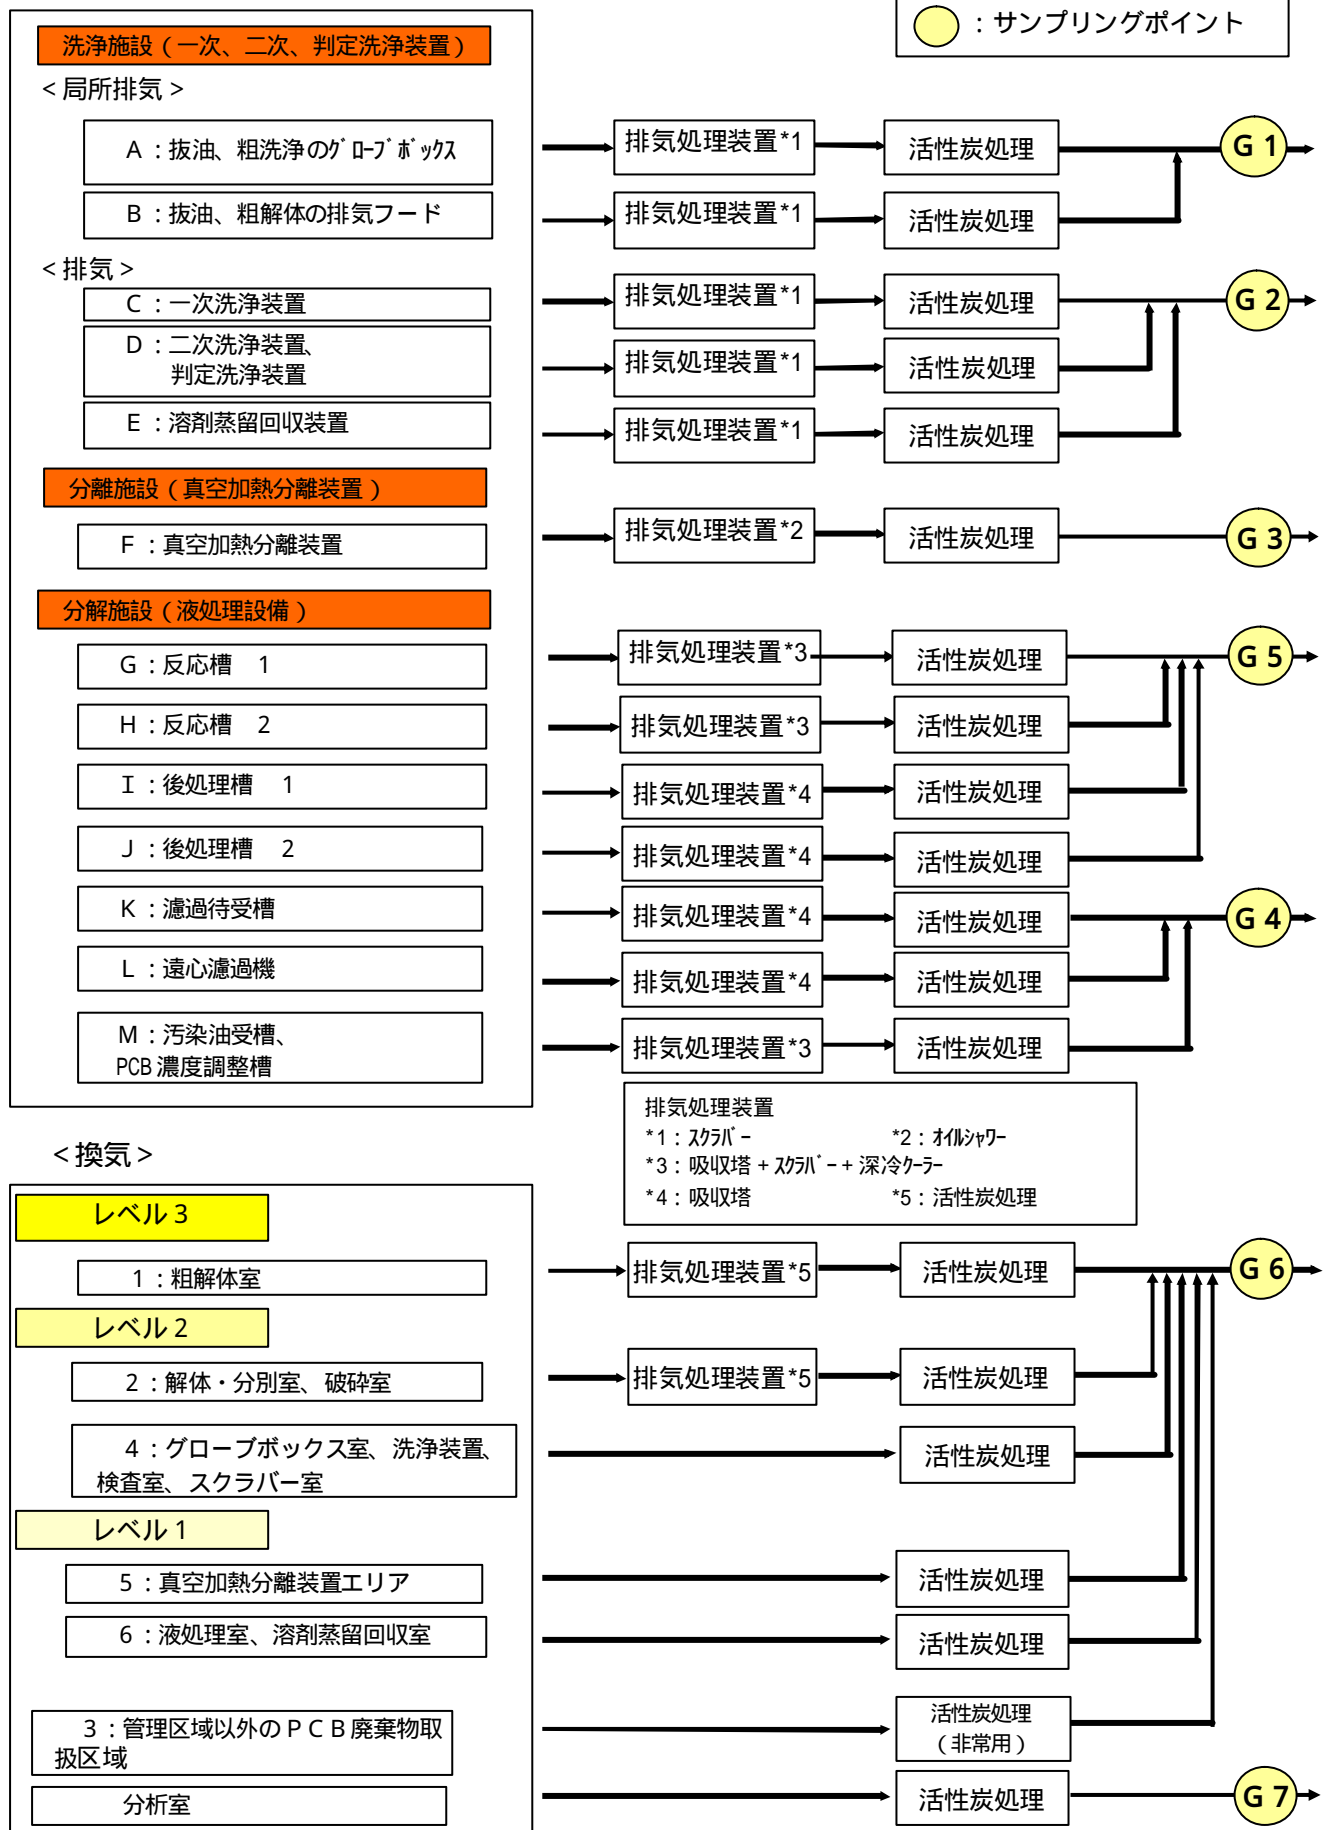 ：サンプリングポイント
洗浄施設（一次、二次、判定洗浄装置）
＜局所排気＞
A：抜油、粗洗浄のｸﾞﾛｰﾌﾞﾎﾞｯｸｽ
排気処理装置*1
活性炭処理
G 1
B：抜油、粗解体の排気フード
排気処理装置*1
活性炭処理
＜排気＞
C：一次洗浄装置
排気処理装置*1
活性炭処理
G 2
D：二次洗浄装置、
判定洗浄装置
排気処理装置*1
活性炭処理
E：溶剤蒸留回収装置
排気処理装置*1
活性炭処理
分離施設（真空加熱分離装置）
F：真空加熱分離装置
排気処理装置*2
活性炭処理
G 3
分解施設（液処理設備）
G：反応槽　1
排気処理装置*3
活性炭処理
G 5
H：反応槽　2
排気処理装置*3
活性炭処理
I：後処理槽　1
排気処理装置*4
活性炭処理
J：後処理槽　2
排気処理装置*4
活性炭処理
K：濾過待受槽
排気処理装置*4
活性炭処理
G 4
L：遠心濾過機
排気処理装置*4
活性炭処理
M：汚染油受槽、
PCB濃度調整槽
排気処理装置*3
活性炭処理
排気処理装置
*1：ｽｸﾗﾊﾞｰ　*2：ｵｲﾙｼｬﾜｰ
*3：吸収塔＋ｽｸﾗﾊﾞｰ＋深冷ｸｰﾗｰ
*4：吸収塔　*5：活性炭処理
＜換気＞
レベル3
1：粗解体室
排気処理装置*5
活性炭処理
G 6
レベル2
2：解体・分別室、破砕室
排気処理装置*5
活性炭処理
4：グローブボックス室、洗浄装置、
検査室、スクラバー室
活性炭処理
レベル1
5：真空加熱分離装置エリア
活性炭処理
6：液処理室、溶剤蒸留回収室
活性炭処理
3：管理区域以外のＰＣＢ廃棄物取
扱区域
活性炭処理
（非常用）
分析室
活性炭処理
G 7